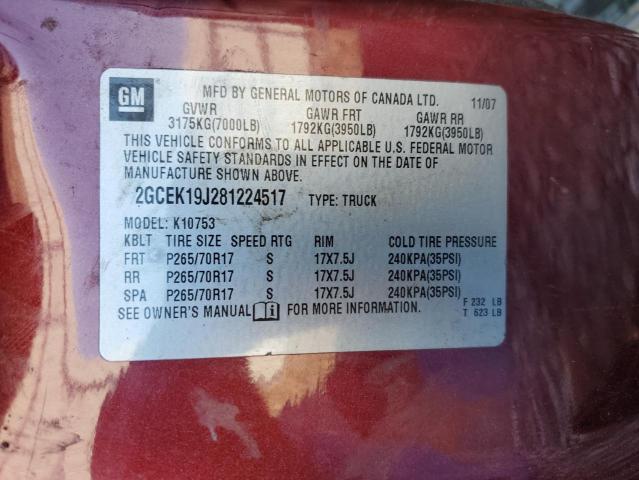 GM
MFD BY GENERAL MOTORS OF CANADA LTD. 11/07
GVWR GAWR FRT GAWR RR
3175KG(7000LB) 1792KG(3950LB) 1792KG(3950LB)
THIS VEHICLE CONFORMS TO ALL APPLICABLE U.S. FEDERAL MOTOR
VEHICLE SAFETY STANDARDS IN EFFECT ON THE DATE OF
MANUFACTURE SHOWN ABOVE.
2GCEK19J281224517 TYPE: TRUCK
MODEL: K10753
KBLT TIRE SIZE SPEED RTG RIM COLD TIRE PRESSURE
FRT P265/70R17 S 17X7.5J 240KPA(35PSI)
RR P265/70R17 S 17X7.5J 240KPA(35PSI)
SPA P265/70R17 S 17X7.5J 240KPA(35PSI)
SEE OWNER'S MANUAL i FOR MORE INFORMATION.
F 232 LB
T 623 LB